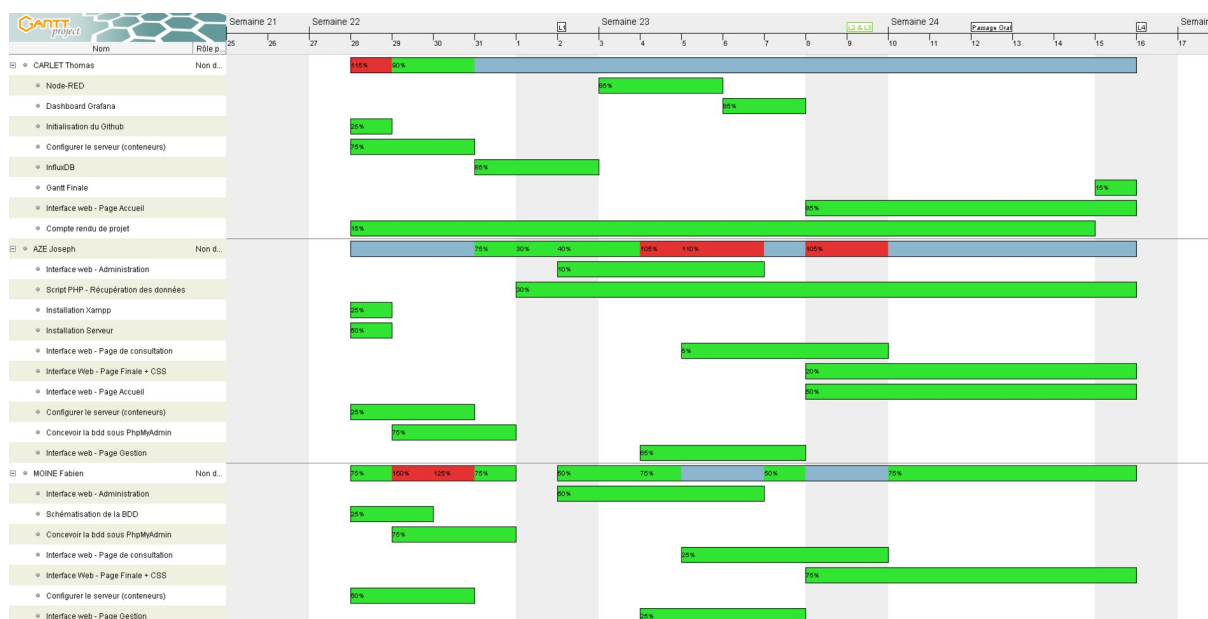 GANTT
project
Semaine 21 Semaine 22 Semaine 23 Semaine 24 Semain
L1 L2 & L3 Passage Oral L4
Nom Rôle p... 25 26 27 28 29 30 31 1 2 3 4 5 6 7 8 9 10 11 12 13 14 15 16 17
CARLET Thomas Non d... 115% 90%
Node-RED 85%
Dashboard Grafana 85%
Initialisation du Github 25%
Configurer le serveur (conteneurs) 75%
InfluxDB 85%
Gantt Finale 15%
Interface web - Page Accueil 85%
Compte rendu de projet 15%
AZE Joseph Non d... 75% 30% 40% 105% 110% 105%
Interface web - Administration 10%
Script PHP - Récupération des données 30%
Installation Xampp 25%
Installation Serveur 50%
Interface web - Page de consultation 5%
Interface Web - Page Finale + CSS 20%
Interface web - Page Accueil 50%
Configurer le serveur (conteneurs) 25%
Concevoir la bdd sous PhpMyAdmin 75%
Interface web - Page Gestion 65%
MOINE Fabien Non d... 75% 150% 125% 75% 50% 75% 50% 75%
Interface web - Administration 50%
Schématisation de la BDD 25%
Concevoir la bdd sous PhpMyAdmin 75%
Interface web - Page de consultation 25%
Interface Web - Page Finale + CSS 75%
Configurer le serveur (conteneurs) 50%
Interface web - Page Gestion 25%